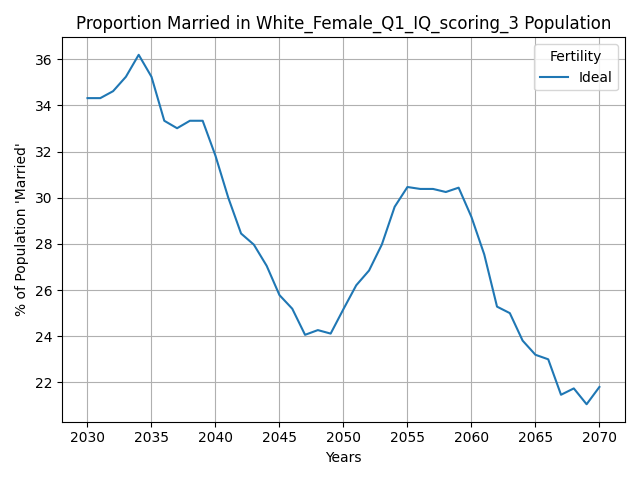 Proportion Married in White_Female_Q1_IQ_scoring_3 Population
Fertility
Ideal
% of Population 'Married'
36
34
32
30
28
26
24
22
2030 2035 2040 2045 2050 2055 2060 2065 2070
Years